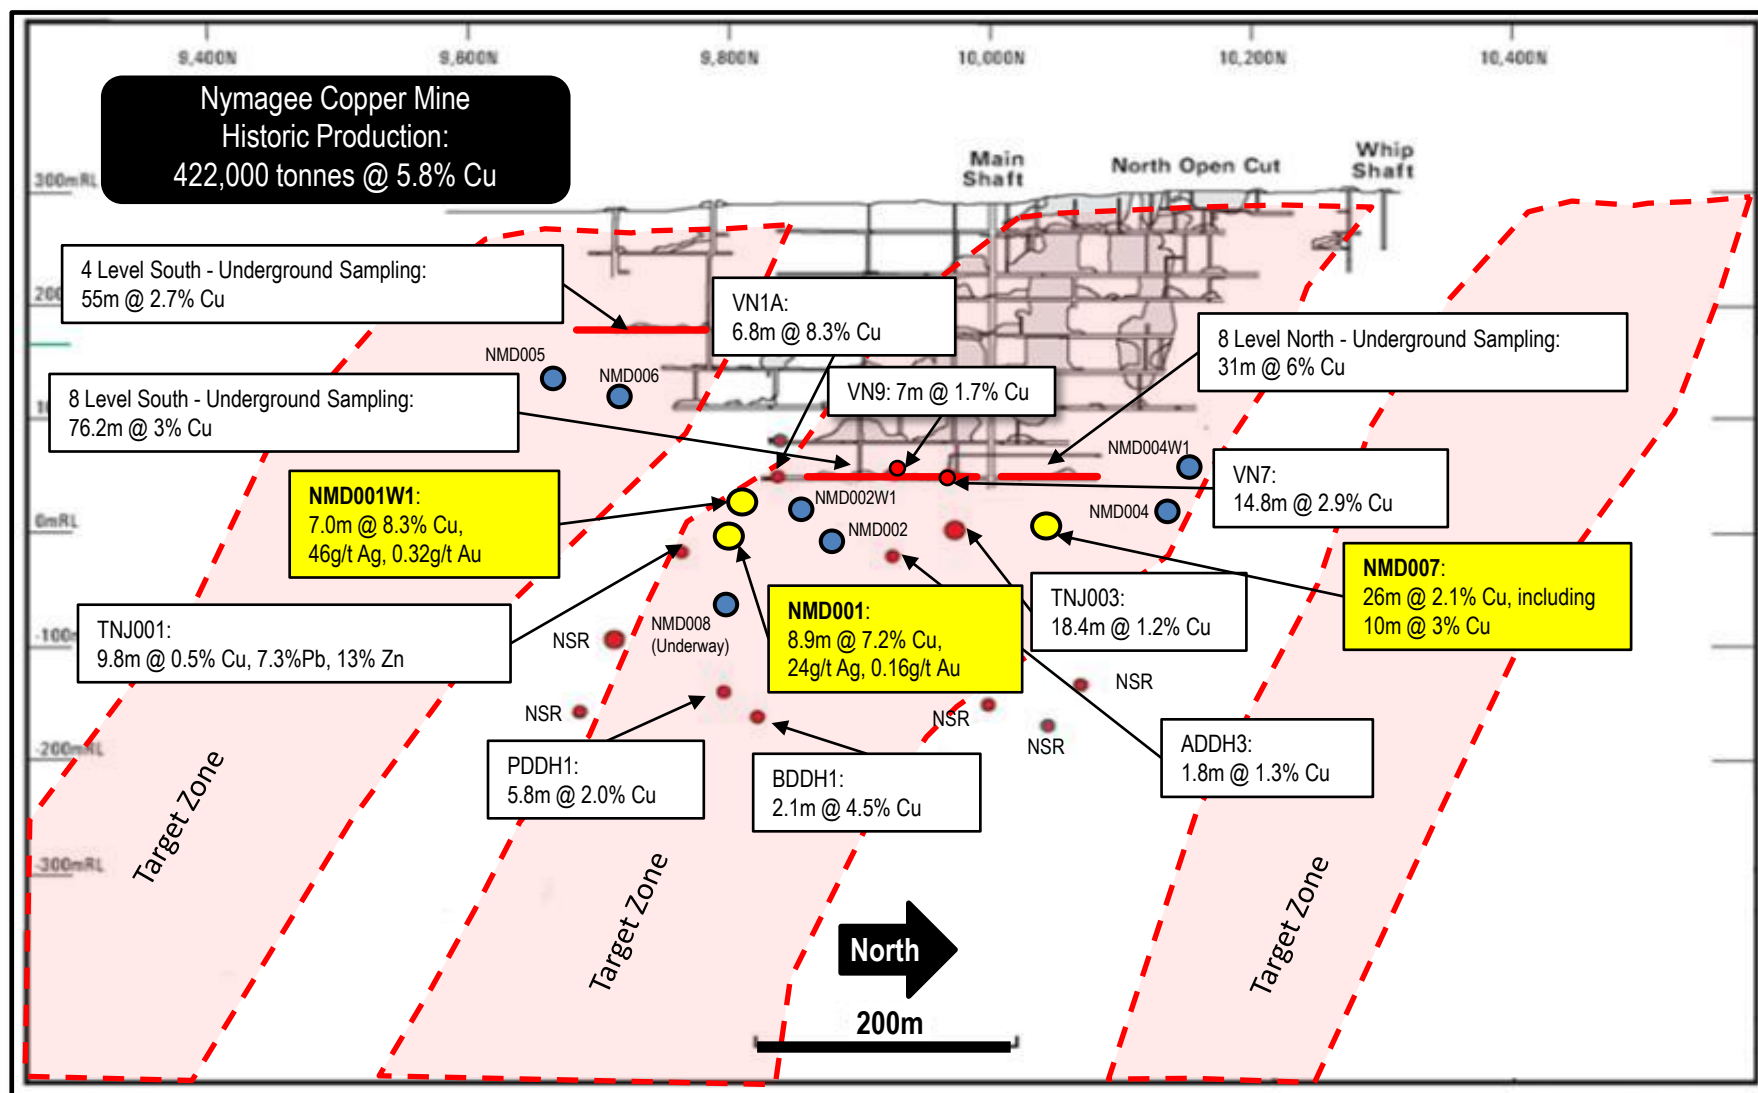 9,400N
9,600N
9,800N
10,000N
10,200N
10,400N
Nymagee Copper Mine
Historic Production:
422,000 tonnes @ 5.8% Cu
Main
Shaft
North Open Cut
Whip
Shaft
300mRL
4 Level South - Underground Sampling:
55m @ 2.7% Cu
VN1A:
6.8m @ 8.3% Cu
8 Level North - Underground Sampling:
31m @ 6% Cu
NMD005
NMD006
VN9: 7m @ 1.7% Cu
8 Level South - Underground Sampling:
76.2m @ 3% Cu
NMD004W1
VN7:
14.8m @ 2.9% Cu
NMD001W1:
7.0m @ 8.3% Cu,
46g/t Ag, 0.32g/t Au
NMD002W1
NMD002
NMD004
0mRL
NMD007:
26m @ 2.1% Cu, including
10m @ 3% Cu
TNJ001:
9.8m @ 0.5% Cu, 7.3%Pb, 13% Zn
NMD008
(Underway)
NMD001:
8.9m @ 7.2% Cu,
24g/t Ag, 0.16g/t Au
TNJ003:
18.4m @ 1.2% Cu
-100mRL
NSR
NSR
NSR
NSR
NSR
-200mRL
PDDH1:
5.8m @ 2.0% Cu
BDDH1:
2.1m @ 4.5% Cu
ADDH3:
1.8m @ 1.3% Cu
-300mRL
Target Zone
Target Zone
Target Zone
North
200m